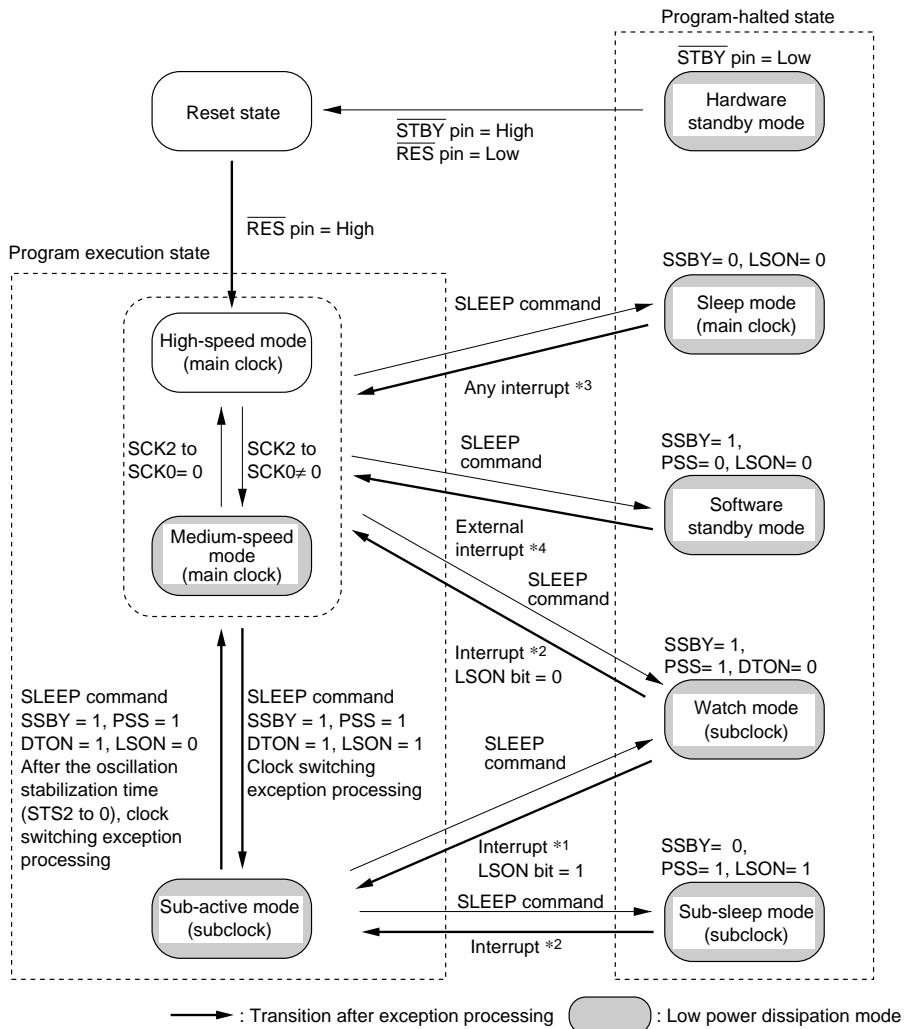 Program-halted state
STBY pin = Low
Hardware
standby mode
Reset state
STBY pin = High
RES pin = Low
RES pin = High
Program execution state
SSBY= 0, LSON= 0
Sleep mode
(main clock)
SLEEP command
Any interrupt *3
High-speed mode
(main clock)
SCK2 to
SCK0= 0
SCK2 to
SCK0≠ 0
Medium-speed
mode
(main clock)
SLEEP
command
SSBY= 1,
PSS= 0, LSON= 0
Software
standby mode
External
interrupt *4
SLEEP
command
Interrupt *2
LSON bit = 0
SSBY= 1,
PSS= 1, DTON= 0
Watch mode
(subclock)
SLEEP command
SSBY = 1, PSS = 1
DTON = 1, LSON = 0
After the oscillation
stabilization time
(STS2 to 0), clock
switching exception
processing
SLEEP command
SSBY = 1, PSS = 1
DTON = 1, LSON = 1
Clock switching
exception processing
SLEEP
command
Interrupt *1
LSON bit = 1
SSBY= 0,
PSS= 1, LSON= 1
Sub-active mode
(subclock)
SLEEP command
Interrupt *2
Sub-sleep mode
(subclock)
: Transition after exception processing
: Low power dissipation mode